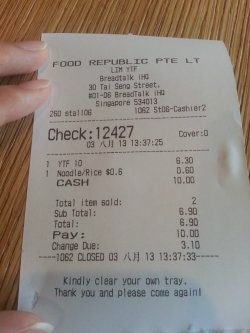 FOOD REPUBLIC PTE LT
LIM YTF
Breadtalk iHQ
30 Tai Seng Street,
#01-06 BreadTalk iHQ
Singapore 534013
260 stall06 1062 St06-Cashier2
Check:12427 Cover:0
03 八月 13 13:37:25
1 YTF 10 6.30
1 Noodle/Rice $0.6 0.60
CASH 10.00
Total item sold: 2
Sub Total: 6.90
Total: 6.90
Pay: 10.00
Change Due: 3.10
---1062 CLOSED 03 八月 13 13:37:33---
Kindly clear your own tray.
Thank you and please come again!